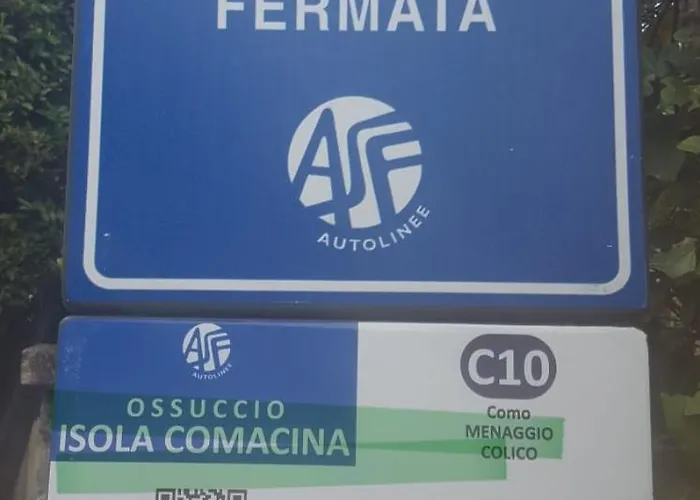 FERMATA
ASF
AUTOLINEE
ASF
AUTOLINEE
OSSUCCIO
ISOLA COMACINA
C10
Como
MENAGGIO
COLICO